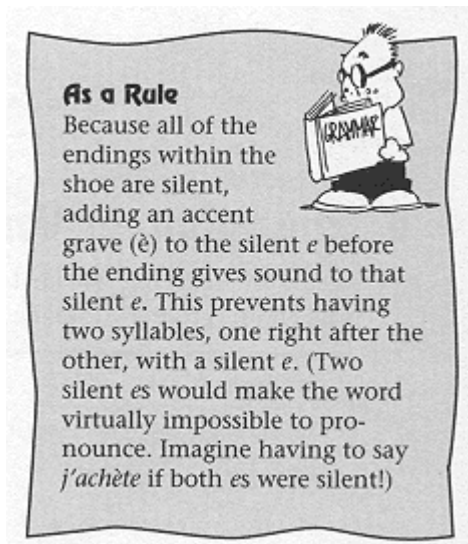 As a Rule
GRAMMAR
Because all of the
endings within the
shoe are silent,
adding an accent
grave (è) to the silent e before
the ending gives sound to that
silent e. This prevents having
two syllables, one right after the
other, with a silent e. (Two
silent es would make the word
virtually impossible to pro-
nounce. Imagine having to say
j'achète if both es were silent!)